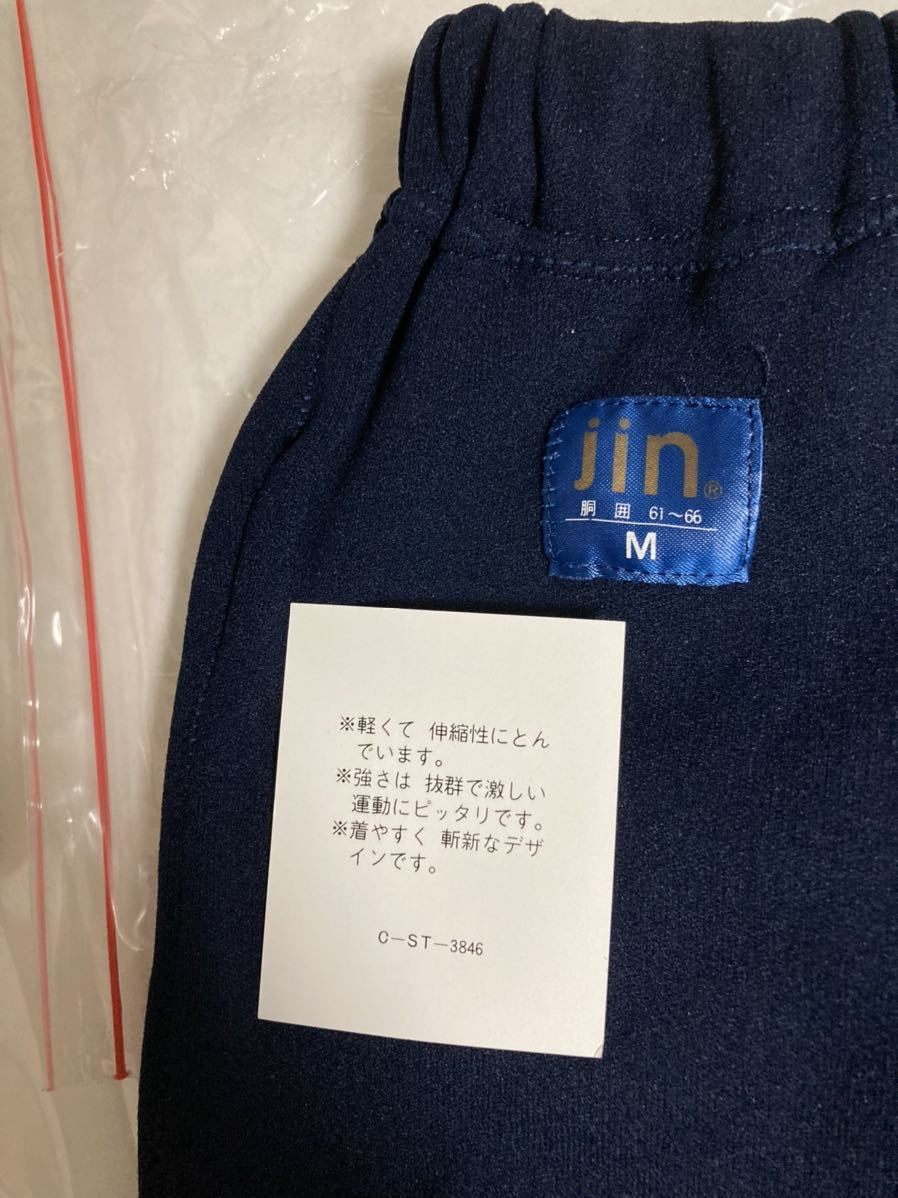 jin®
胴 囲 61～66
M
※軽くて 伸縮性にとん
でいます。
※強さは 抜群で激しい
運動にピッタリです。
※着やすく 斬新なデザ
インです。
C－ST－3846